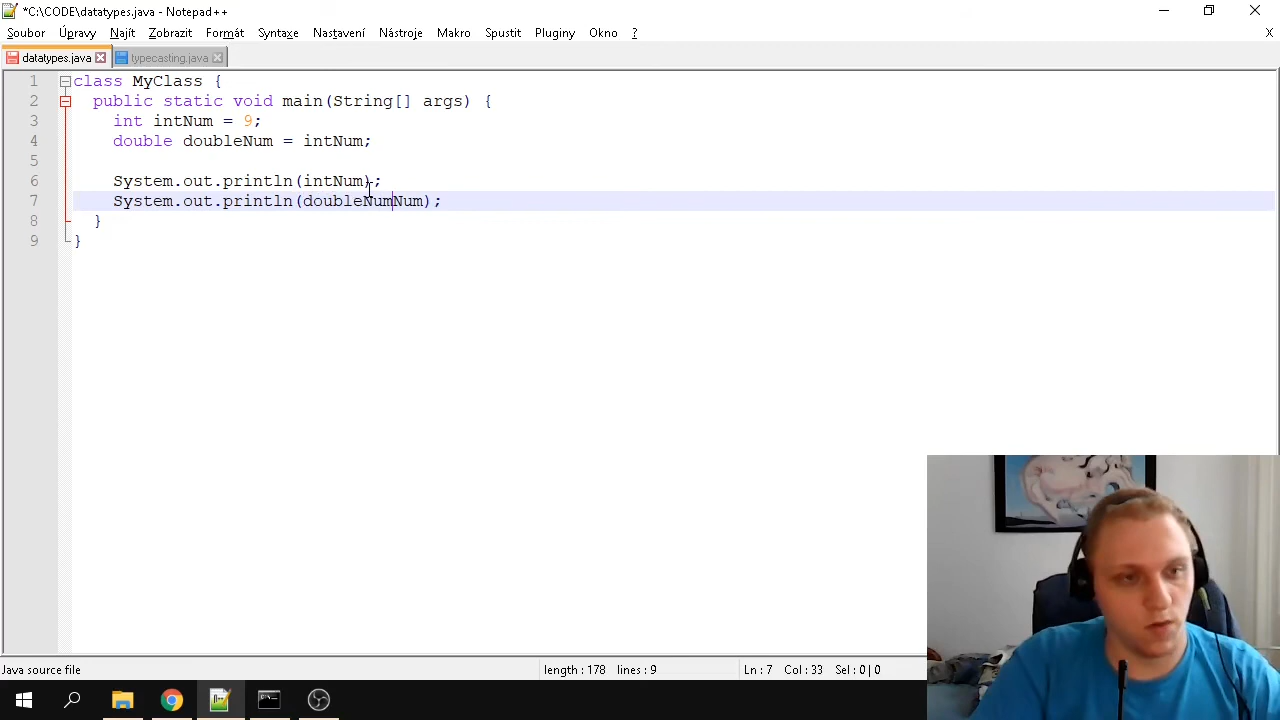 *C:\CODE\datatypes.java - Notepad++
Soubor Úpravy Najít Zobrazit Formát Syntaxe Nastavení Nástroje Makro Spustit Pluginy Okno ? X
datatypes.java typecasting.java
1 class MyClass {
2 public static void main(String[] args) {
3 int intNum = 9;
4 double doubleNum = intNum;
5
6 System.out.println(intNum);
7 System.out.println(doubleNumNum);
8 }
9 }
Java source file length : 178 lines : 9 Ln : 7 Col : 33 Sel : 0 | 0